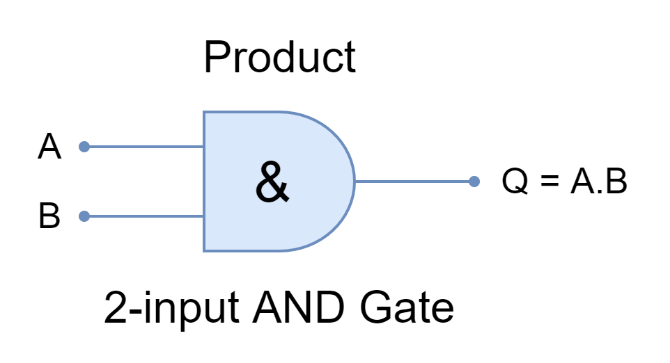 Product
A
B
&
Q = A.B
2-input AND Gate